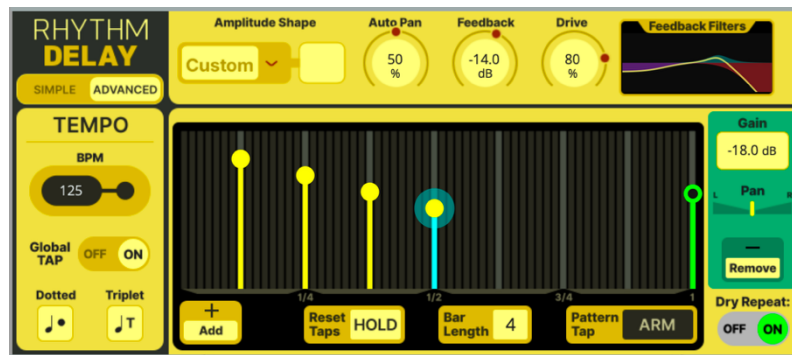 RHYTHM
DELAY
SIMPLE
ADVANCED
Amplitude Shape
Custom
Auto Pan
50
%
Feedback
-14.0
dB
Drive
80
%
Feedback Filters
TEMPO
BPM
125
Global
TAP
OFF
ON
Dotted
Triplet
T
1/4
1/2
3/4
1
+
Add
Reset
Taps
HOLD
Bar
Length
4
Pattern
Tap
ARM
Gain
-18.0 dB
Pan
L
R
Remove
Dry Repeat:
OFF
ON